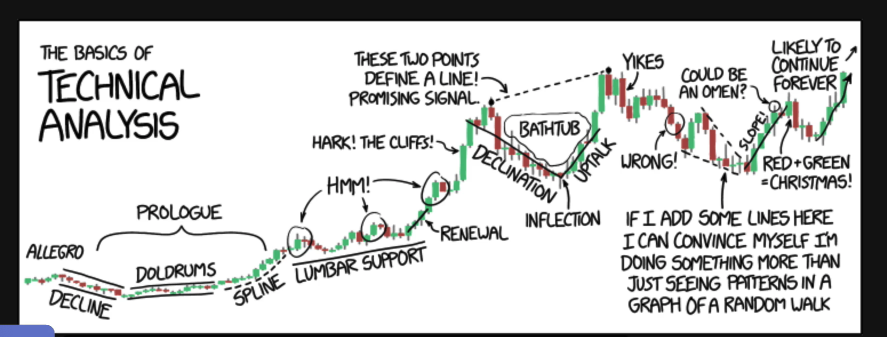 THE BASICS OF
TECHNICAL
ANALYSIS
ALLEGRO
DECLINE
PROLOGUE
DOLDRUMS
SPLINE
HMM!
LUMBAR SUPPORT
RENEWAL
HARK! THE CLIFFS!
THESE TWO POINTS
DEFINE A LINE!
PROMISING SIGNAL
DECLINATION
BATHTUB
UPTALK
INFLECTION
YIKES
WRONG!
COULD BE
AN OMEN?
SLOPE!
LIKELY TO
CONTINUE
FOREVER
RED+GREEN
=CHRISTMAS!
IF I ADD SOME LINES HERE
I CAN CONVINCE MYSELF I'M
DOING SOMETHING MORE THAN
JUST SEEING PATTERNS IN A
GRAPH OF A RANDOM WALK